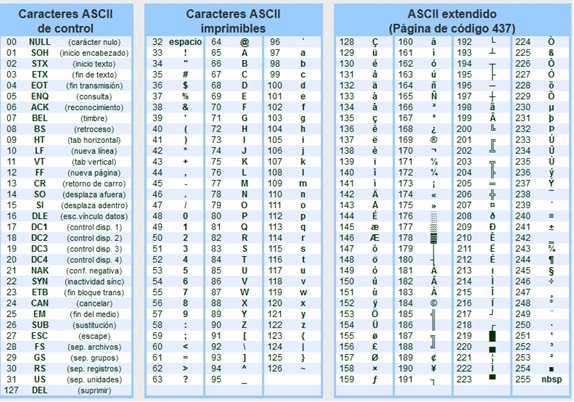 Caracteres ASCII
de control
00 NULL (carácter nulo)
01 SOH (inicio encabezado)
02 STX (inicio texto)
03 ETX (fin de texto)
04 EOT (fin transmisión)
05 ENQ (consulta)
06 ACK (reconocimiento)
07 BEL (timbre)
08 BS (retroceso)
09 HT (tab horizontal)
10 LF (nueva línea)
11 VT (tab vertical)
12 FF (nueva página)
13 CR (retorno de carro)
14 SO (desplaza afuera)
15 SI (desplaza adentro)
16 DLE (esc.vínculo datos)
17 DC1 (control disp. 1)
18 DC2 (control disp. 2)
19 DC3 (control disp. 3)
20 DC4 (control disp. 4)
21 NAK (conf. negativa)
22 SYN (inactividad sínc)
23 ETB (fin bloque trans)
24 CAN (cancelar)
25 EM (fin del medio)
26 SUB (sustitución)
27 ESC (escape)
28 FS (sep. archivos)
29 GS (sep. grupos)
30 RS (sep. registros)
31 US (sep. unidades)
127 DEL (suprimir)
Caracteres ASCII
imprimibles
32 espacio 64 @ 96 `
33 ! 65 A 97 a
34 " 66 B 98 b
35 # 67 C 99 c
36 $ 68 D 100 d
37 % 69 E 101 e
38 & 70 F 102 f
39 ' 71 G 103 g
40 ( 72 H 104 h
41 ) 73 I 105 i
42 * 74 J 106 j
43 + 75 K 107 k
44 , 76 L 108 l
45 - 77 M 109 m
46 . 78 N 110 n
47 / 79 O 111 o
48 0 80 P 112 p
49 1 81 Q 113 q
50 2 82 R 114 r
51 3 83 S 115 s
52 4 84 T 116 t
53 5 85 U 117 u
54 6 86 V 118 v
55 7 87 W 119 w
56 8 88 X 120 x
57 9 89 Y 121 y
58 : 90 Z 122 z
59 ; 91 [ 123 {
60 < 92 \ 124 |
61 = 93 ] 125 }
62 > 94 ^ 126 ~
63 ? 95 _
ASCII extendido
(Página de código 437)
128 Ç 160 á 192 └ 224 Ó
129 ü 161 í 193 ┴ 225 ß
130 é 162 ó 194 ┬ 226 Ô
131 â 163 ú 195 ├ 227 Ò
132 ä 164 ñ 196 ─ 228 õ
133 à 165 Ñ 197 ┼ 229 Õ
134 å 166 ª 198 ã 230 µ
135 ç 167 º 199 Ã 231 þ
136 ê 168 ¿ 200 ╚ 232 Þ
137 ë 169 ® 201 ╔ 233 Ú
138 è 170 ¬ 202 ╩ 234 Û
139 ï 171 ½ 203 ╦ 235 Ù
140 î 172 ¼ 204 ╠ 236 ý
141 ì 173 ¡ 205 ═ 237 Ý
142 Ä 174 « 206 ╬ 238 ¯
143 Å 175 » 207 ¤ 239 ´
144 É 176 ░ 208 ð 240 ≡
145 æ 177 ▒ 209 Ð 241 ±
146 Æ 178 ▓ 210 Ê 242 ‗
147 ô 179 │ 211 Ë 243 ¾
148 ö 180 ┤ 212 È 244 ¶
149 ò 181 Á 213 ı 245 §
150 û 182 Â 214 Í 246 ÷
151 ù 183 À 215 Î 247 ¸
152 ÿ 184 © 216 Ï 248 °
153 Ö 185 ╣ 217 ┘ 249 ¨
154 Ü 186 ║ 218 ┌ 250 ·
155 ø 187 ╗ 219 █ 251 ¹
156 £ 188 ╝ 220 ▄ 252 ³
157 Ø 189 ¢ 221 ¦ 253 ²
158 × 190 ¥ 222 Ì 254 ■
159 ƒ 191 ┐ 223 ▀ 255 nbsp